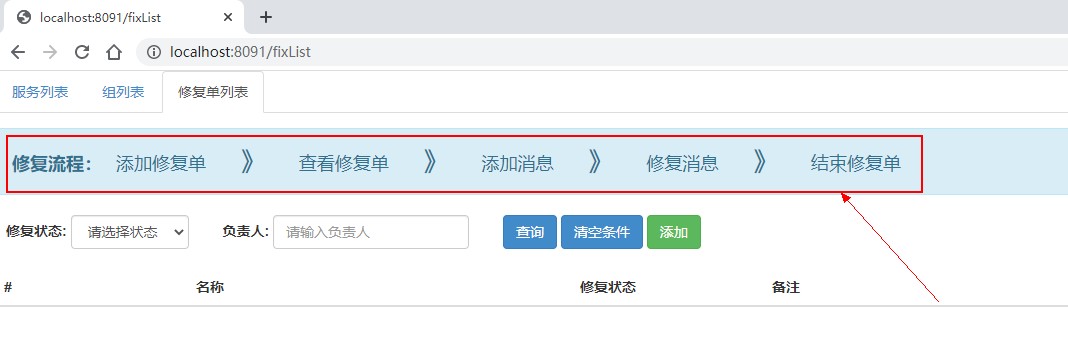 localhost:8091/fixList
localhost:8091/fixList
服务列表 组列表 修复单列表
修复流程： 添加修复单 》 查看修复单 》 添加消息 》 修复消息 》 结束修复单
修复状态: 请选择状态 负责人: 请输入负责人 查询 清空条件 添加
# 名称 修复状态 备注